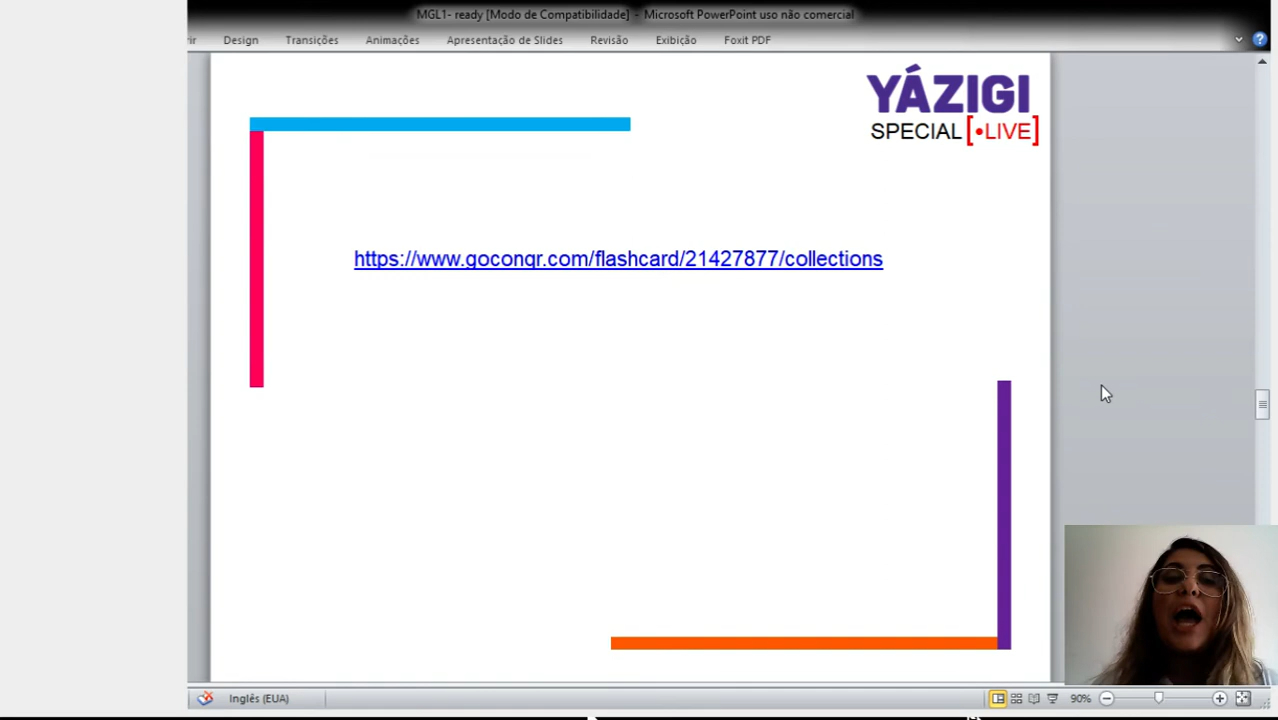 MGL1- ready [Modo de Compatibilidade] - Microsoft PowerPoint uso não comercial
Design Transições Animações Apresentação de Slides Revisão Exibição Foxit PDF
YÁZIGI
SPECIAL [•LIVE]
https://www.goconqr.com/flashcard/21427877/collections
Inglês (EUA) 90%